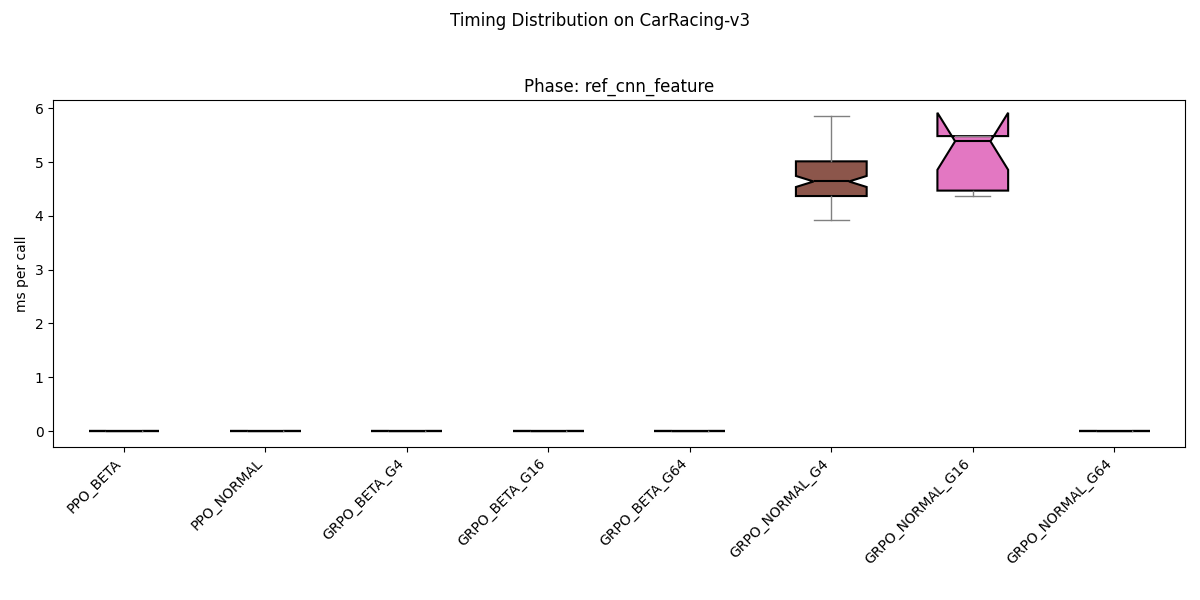 Timing Distribution on CarRacing-v3
Phase: ref_cnn_feature
ms per call
6
5
4
3
2
1
0
PPO_BETA
PPO_NORMAL
GRPO_BETA_G4
GRPO_BETA_G16
GRPO_BETA_G64
GRPO_NORMAL_G4
GRPO_NORMAL_G16
GRPO_NORMAL_G64